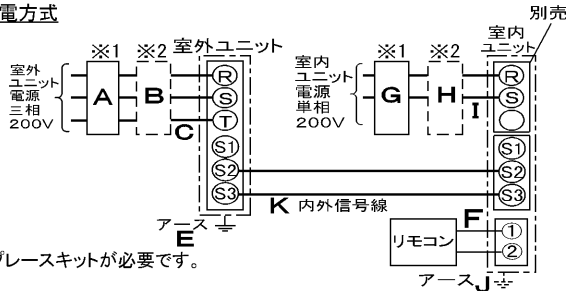 電方式
別売
※1
※2
室外ユニット
※1
※2
室内
ユニット
室外
ユニット
電源
三相
200V
A
B
C
R
S
T
S1
S2
S3
室内
ユニット
電源
単相
200V
G
H
I
R
S
S1
S2
S3
K 内外信号線
アース
E
リモコン
F
①
②
プレースキットが必要です。
アース J